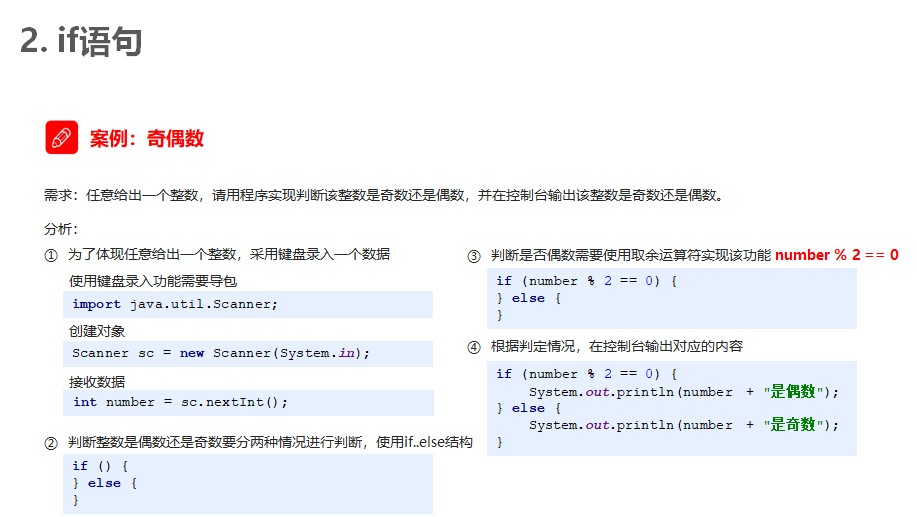 2. if语句
案例：奇偶数
需求：任意给出一个整数，请用程序实现判断该整数是奇数还是偶数，并在控制台输出该整数是奇数还是偶数。
分析：
① 为了体现任意给出一个整数，采用键盘录入一个数据
使用键盘录入功能需要导包
import java.util.Scanner;
创建对象
Scanner sc = new Scanner(System.in);
接收数据
int number = sc.nextInt();
② 判断整数是偶数还是奇数要分两种情况进行判断，使用if..else结构
if () {
} else {
}
③ 判断是否偶数需要使用取余运算符实现该功能 number % 2 == 0
if (number % 2 == 0) {
} else {
}
④ 根据判定情况，在控制台输出对应的内容
if (number % 2 == 0) {
System.out.println(number + "是偶数");
} else {
System.out.println(number + "是奇数");
}